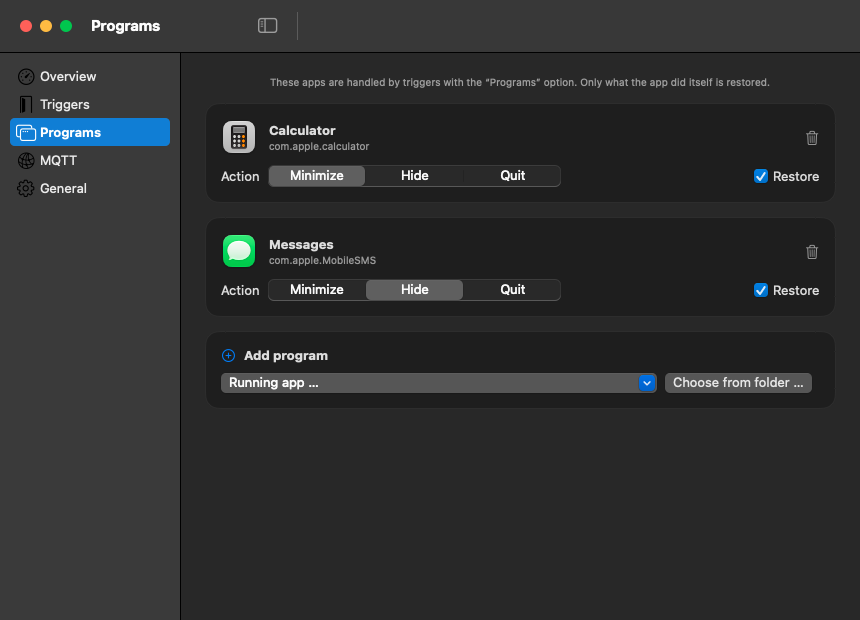 Programs
Overview
Triggers
Programs
MQTT
General
These apps are handled by triggers with the “Programs” option. Only what the app did itself is restored.
Calculator
com.apple.calculator
Action Minimize Hide Quit Restore
Messages
com.apple.MobileSMS
Action Minimize Hide Quit Restore
Add program
Running app ... Choose from folder ...